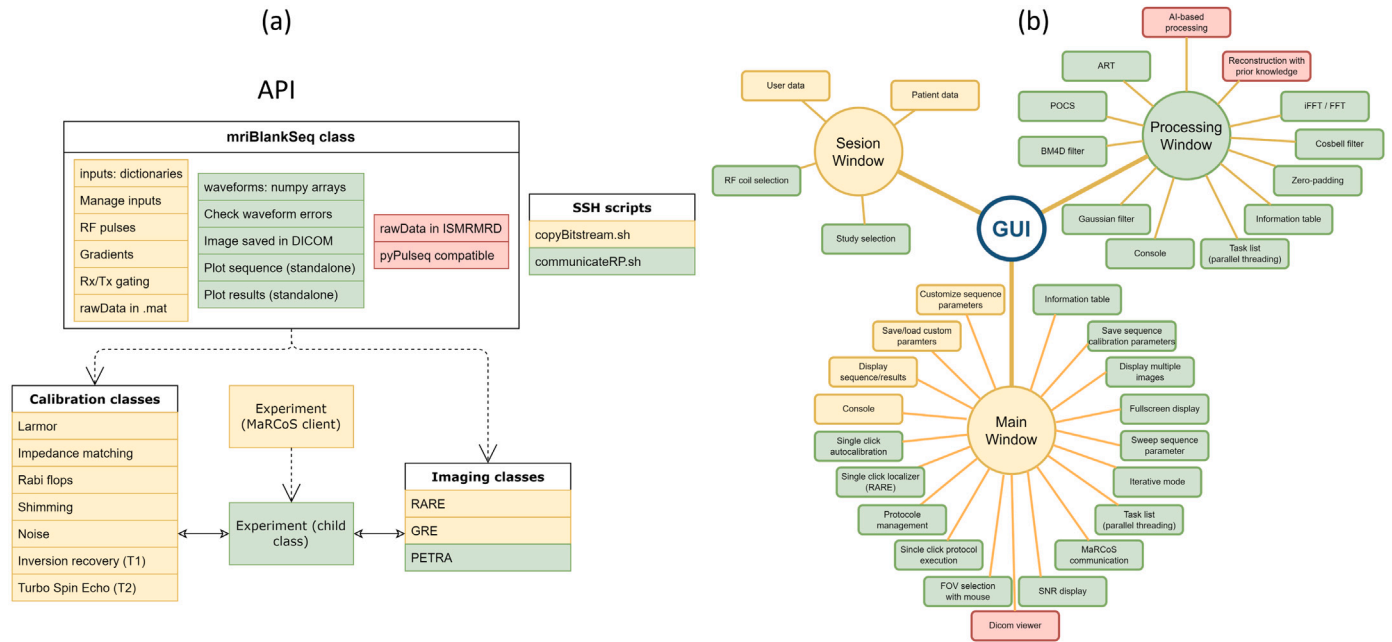 (a)
API
mriBlankSeq class
inputs: dictionaries
Manage inputs
RF pulses
Gradients
Rx/Tx gating
rawData in .mat
waveforms: numpy arrays
Check waveform errors
Image saved in DICOM
Plot sequence (standalone)
Plot results (standalone)
rawData in ISMRMRD
pyPulseq compatible
SSH scripts
copyBitstream.sh
communicateRP.sh
Calibration classes
Larmor
Impedance matching
Rabi flops
Shimming
Noise
Inversion recovery (T1)
Turbo Spin Echo (T2)
Experiment
(MaRCoS client)
Experiment (child
class)
Imaging classes
RARE
GRE
PETRA
(b)
GUI
Sesion
Window
User data
Patient data
RF coil selection
Study selection
Processing
Window
AI-based
processing
Reconstruction with
prior knowledge
ART
POCS
BM4D filter
Gaussian filter
Console
iFFT / FFT
Cosbell filter
Zero-padding
Information table
Task list
(parallel threading)
Main
Window
Customize sequence
parameters
Save/load custom
paramters
Display
sequence/results
Console
Single click
autocalibration
Single click localizer
(RARE)
Protocole
management
Sinlce click protocol
execution
FOV selection
with mouse
Dicom viewer
SNR display
MaRCoS
communication
Task list
(parallel threading)
Iterative mode
Sweep sequence
parameter
Fullscreen display
Display multiple
images
Save sequence
calibration parameters
Information table